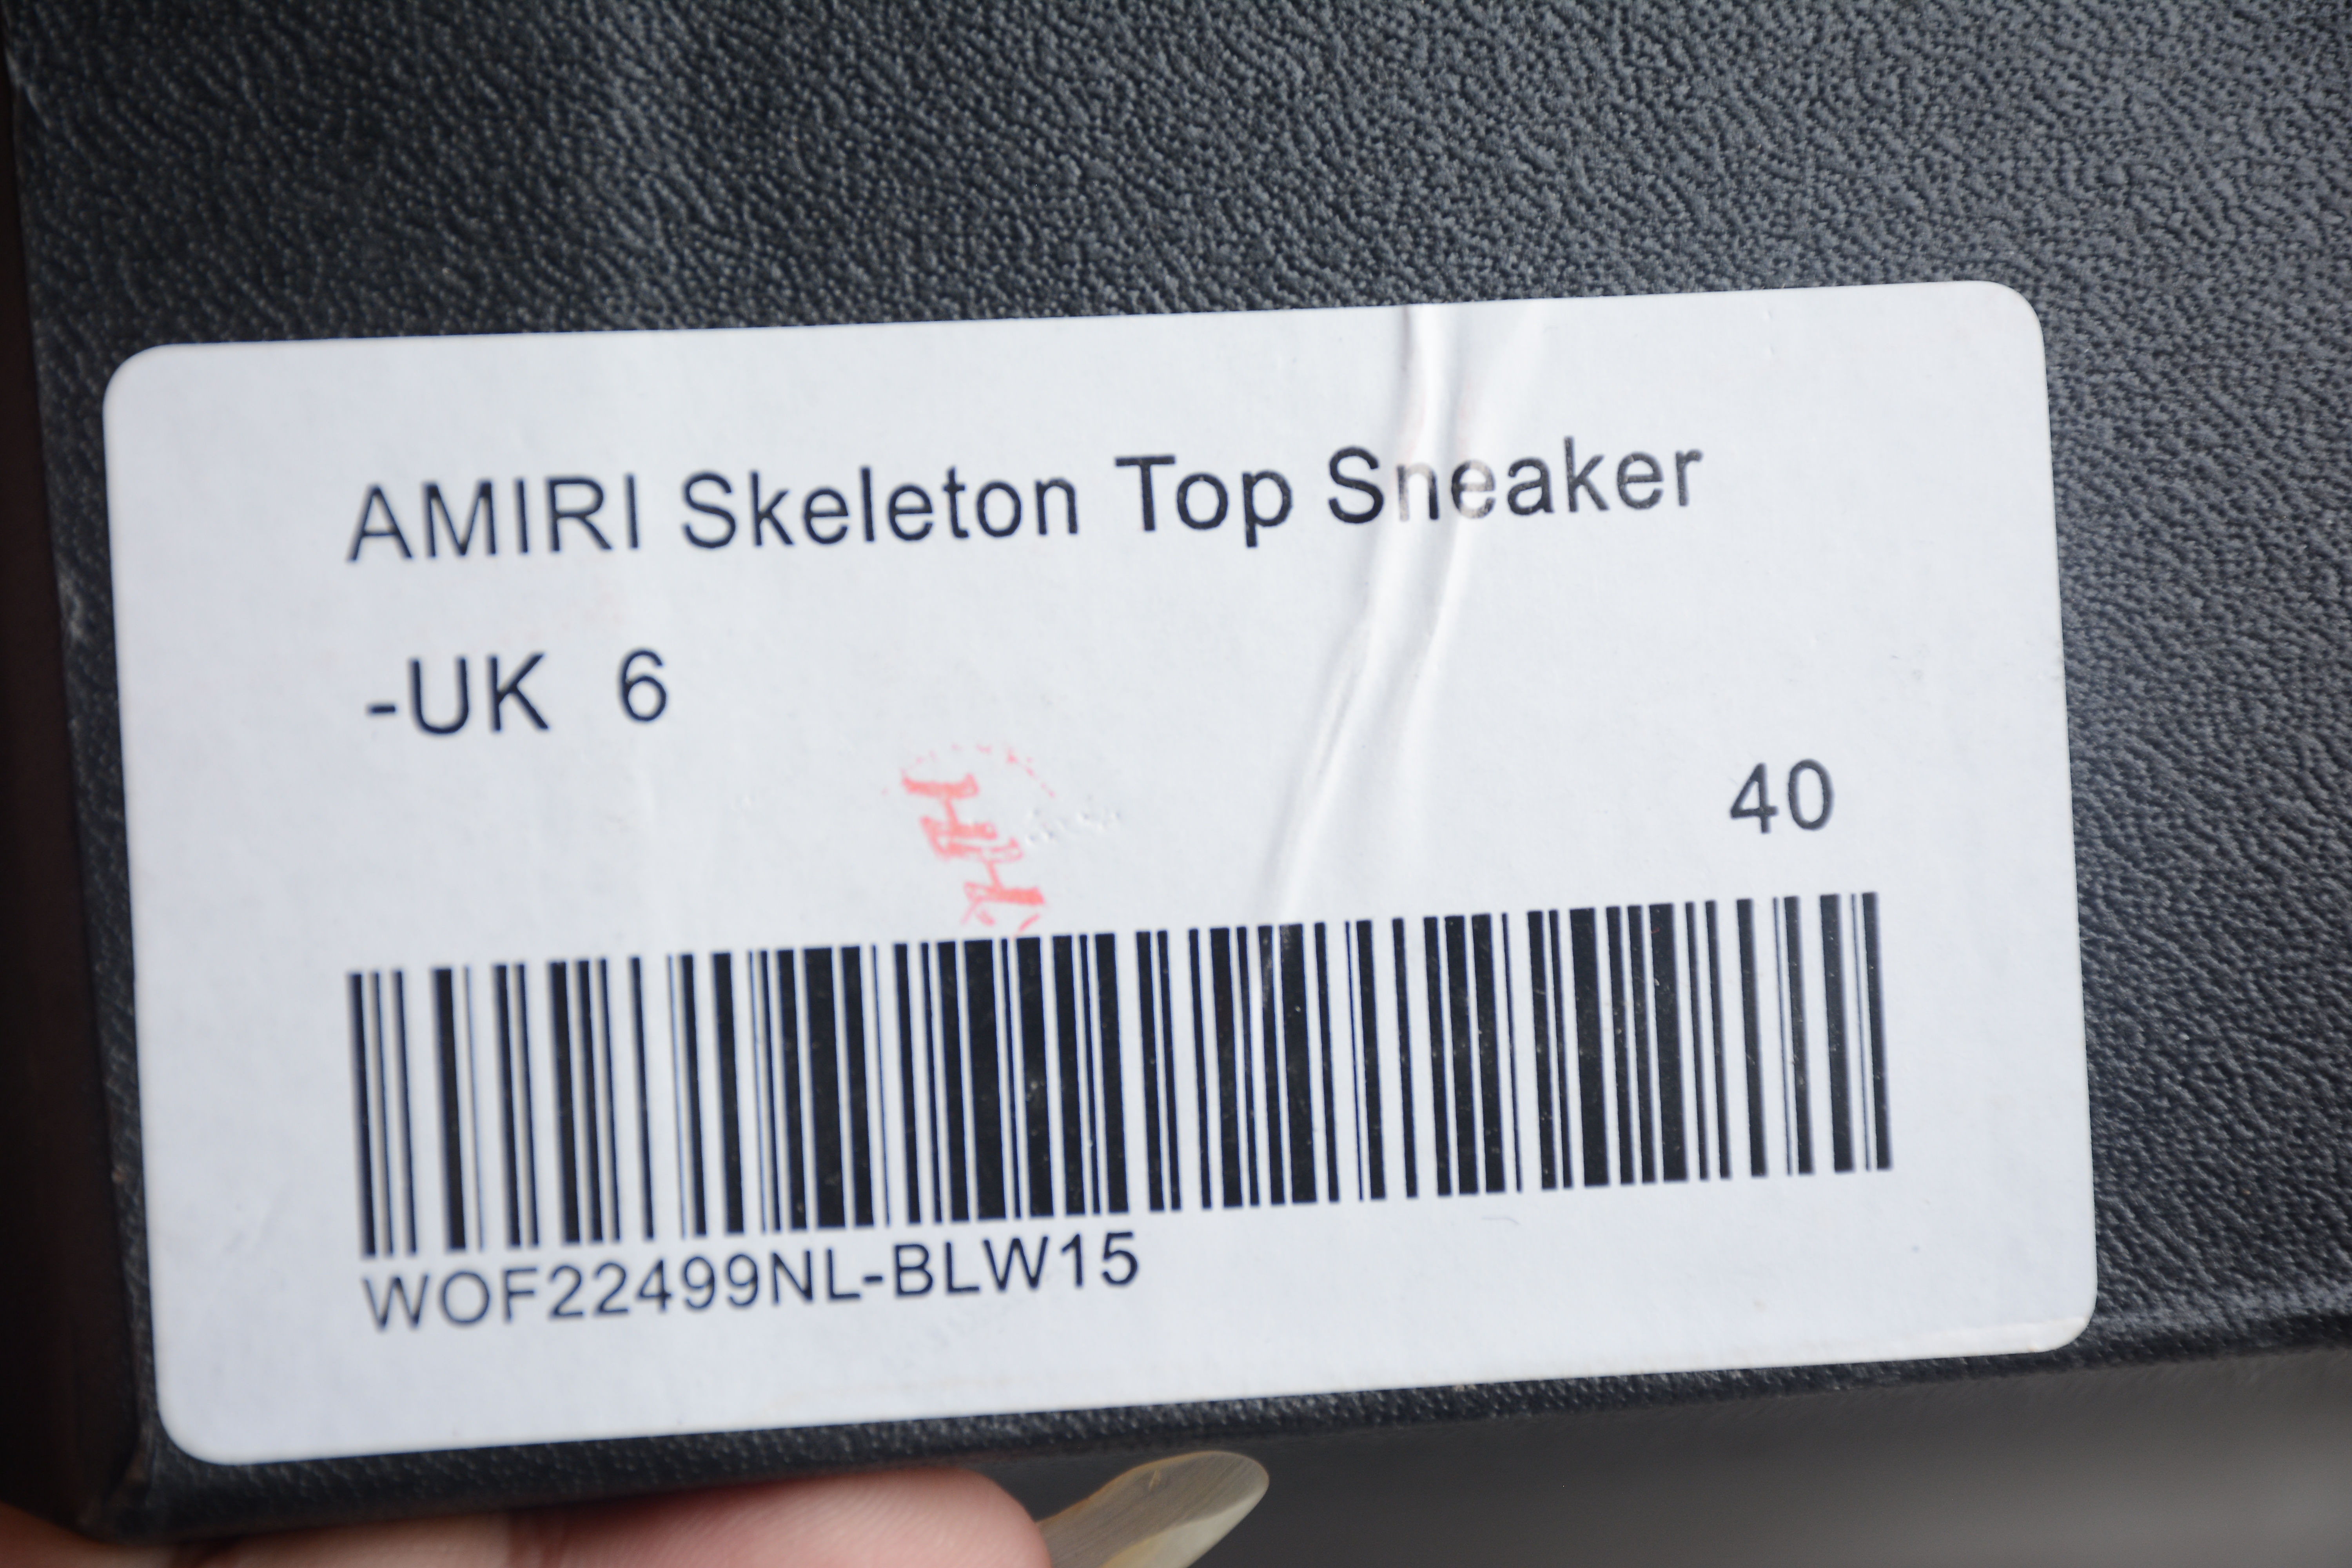 AMIRI Skeleton Top Sneaker
-UK 6
40
WOF22499NL-BLW15